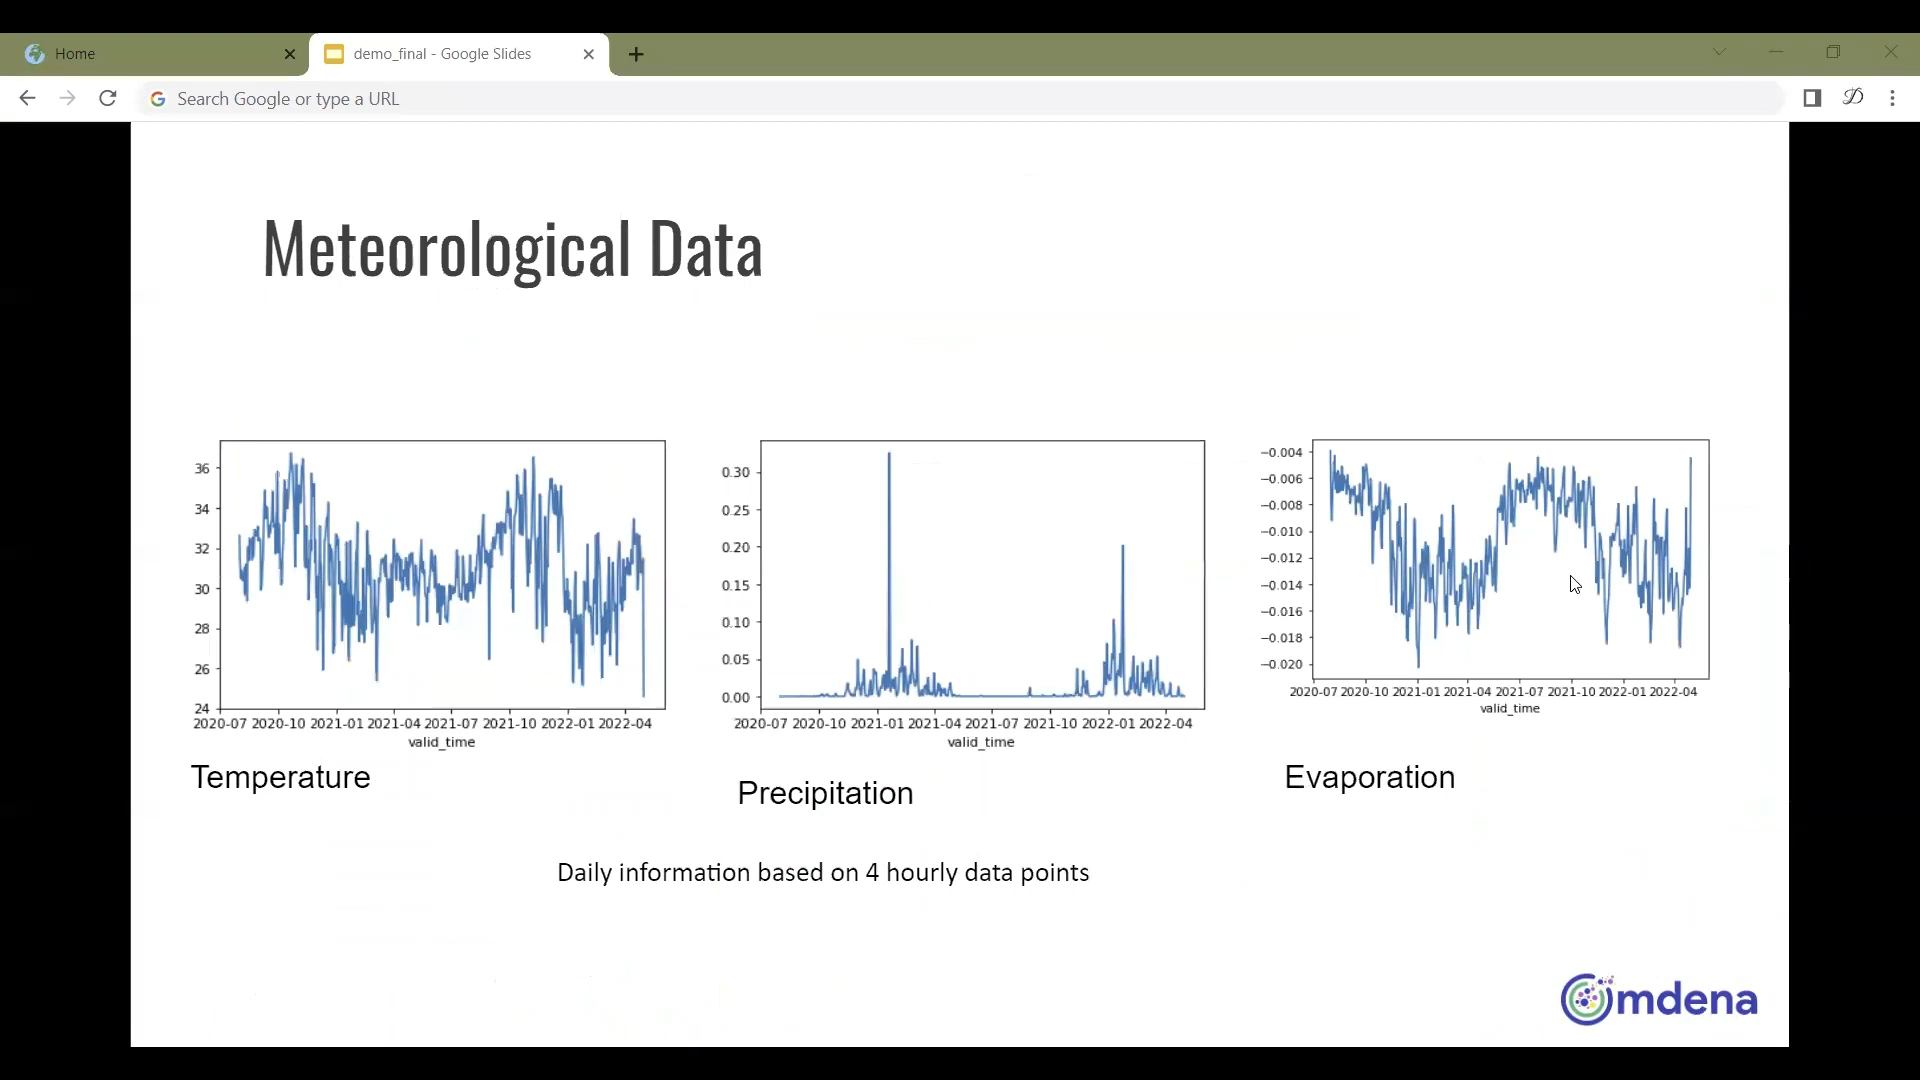 Home
demo_final - Google Slides
Search Google or type a URL
Meteorological Data
36
34
32
30
28
26
24
2020-07 2020-10 2021-01 2021-04 2021-07 2021-10 2022-01 2022-04
valid_time
Temperature
0.30
0.25
0.20
0.15
0.10
0.05
0.00
2020-07 2020-10 2021-01 2021-04 2021-07 2021-10 2022-01 2022-04
valid_time
Precipitation
−0.004
−0.006
−0.008
−0.010
−0.012
−0.014
−0.016
−0.018
−0.020
2020-07 2020-10 2021-01 2021-04 2021-07 2021-10 2022-01 2022-04
valid_time
Evaporation
Daily information based on 4 hourly data points
Omdena